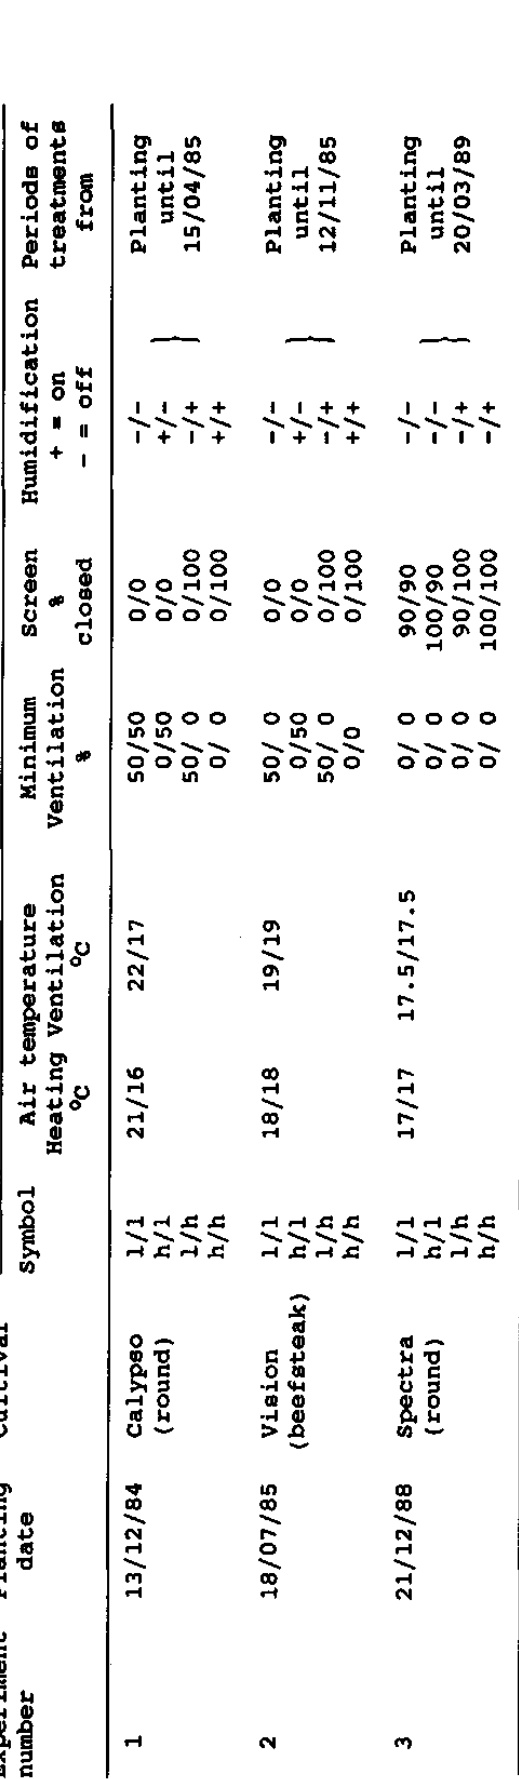 Experiment Planting Cultivar Symbol Air temperature Minimum Screen Humidification Periods of
number date Heating Ventilation Ventilation % + = on treatments
ºC ºC % closed - = off from
1 13/12/84 Calypso l/l 21/16 22/17 50/50 0/0 -/- Planting
(round) h/l 0/50 0/0 +/- } until
l/h 50/ 0 0/100 -/+ 15/04/85
h/h 0/ 0 0/100 +/+
2 18/07/85 Vision l/l 18/18 19/19 50/ 0 0/0 -/- Planting
(beefsteak) h/l 0/50 0/0 +/- } until
l/h 50/ 0 0/100 -/+ 12/11/85
h/h 0/0 0/100 +/+
3 21/12/88 Spectra l/l 17/17 17.5/17.5 0/ 0 90/90 -/- Planting
(round) h/l 0/ 0 100/90 -/- } until
l/h 0/ 0 90/100 -/+ 20/03/89
h/h 0/ 0 100/100 -/+